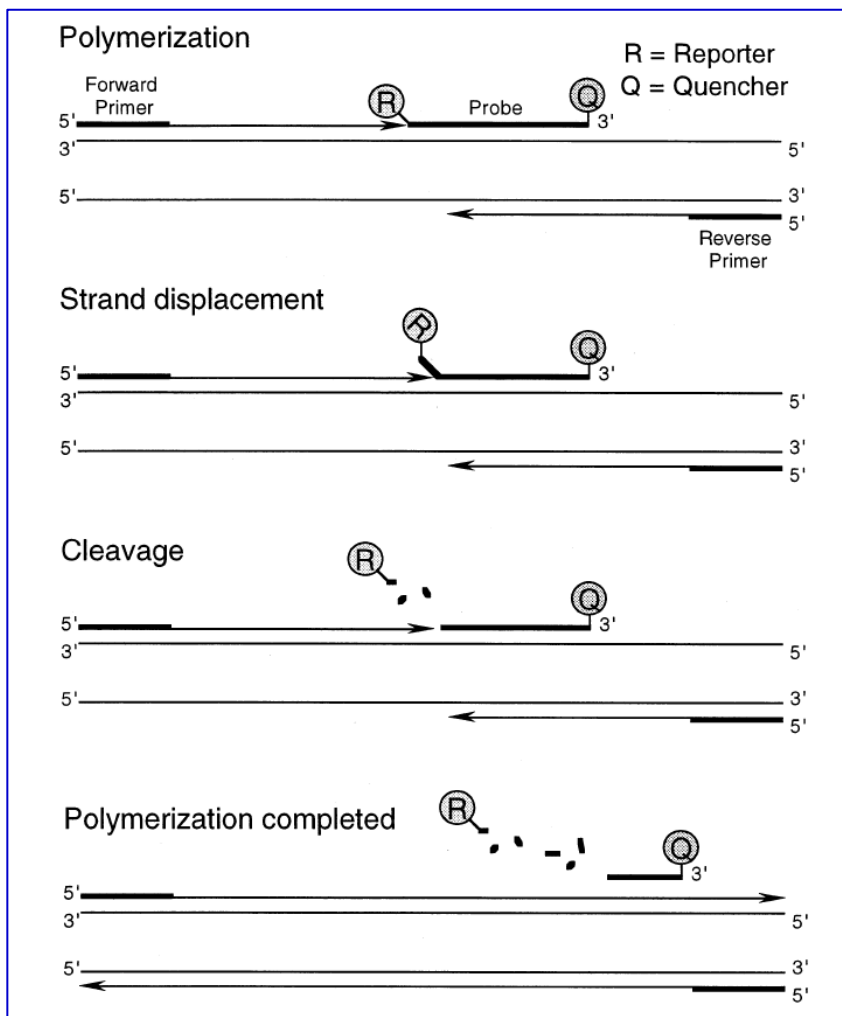 Polymerization
R = Reporter
Q = Quencher
Forward
Primer
R
Probe
Q
5'
3'
3'
5'
5'
3'
5'
Reverse
Primer
Strand displacement
R
Q
5'
3'
3'
5'
5'
3'
5'
Cleavage
R
Q
5'
3'
3'
5'
5'
3'
5'
Polymerization completed
R
Q
3'
5'
3'
5'
5'
3'
5'